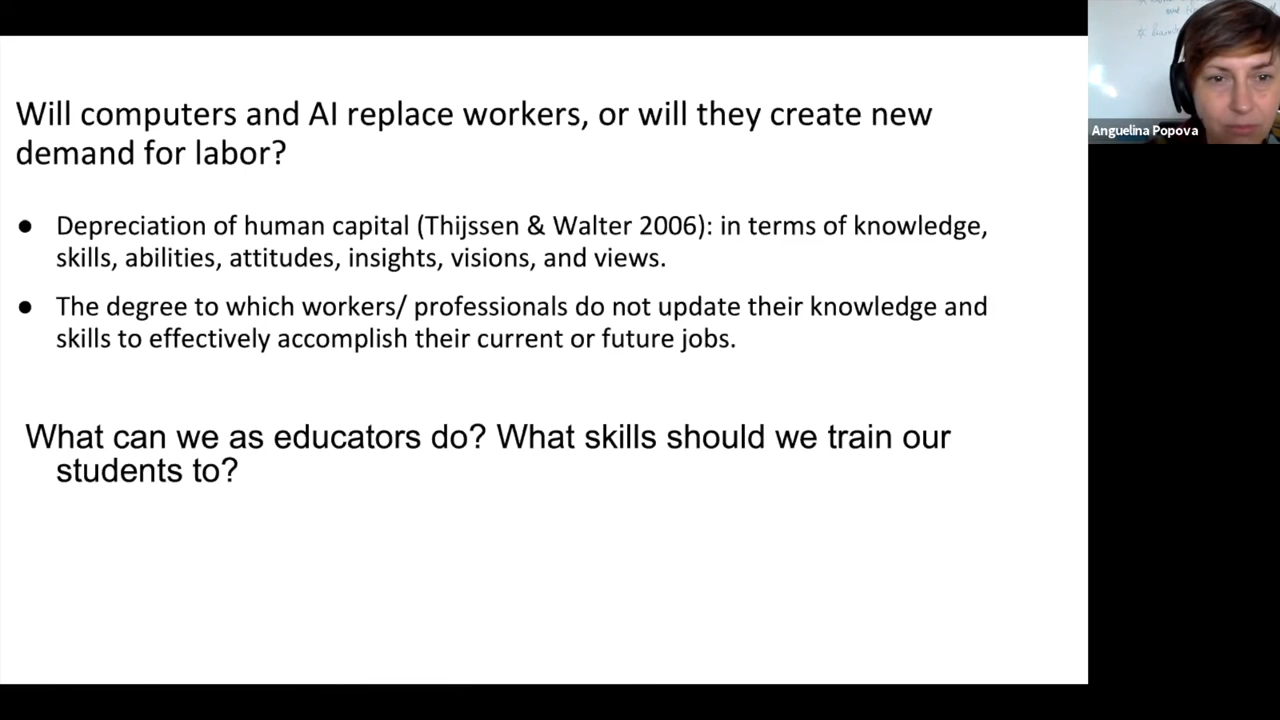 Will computers and AI replace workers, or will they create new
demand for labor?
● Depreciation of human capital (Thijssen & Walter 2006): in terms of knowledge,
skills, abilities, attitudes, insights, visions, and views.
● The degree to which workers/ professionals do not update their knowledge and
skills to effectively accomplish their current or future jobs.
What can we as educators do? What skills should we train our
students to?
Anguelina Popova